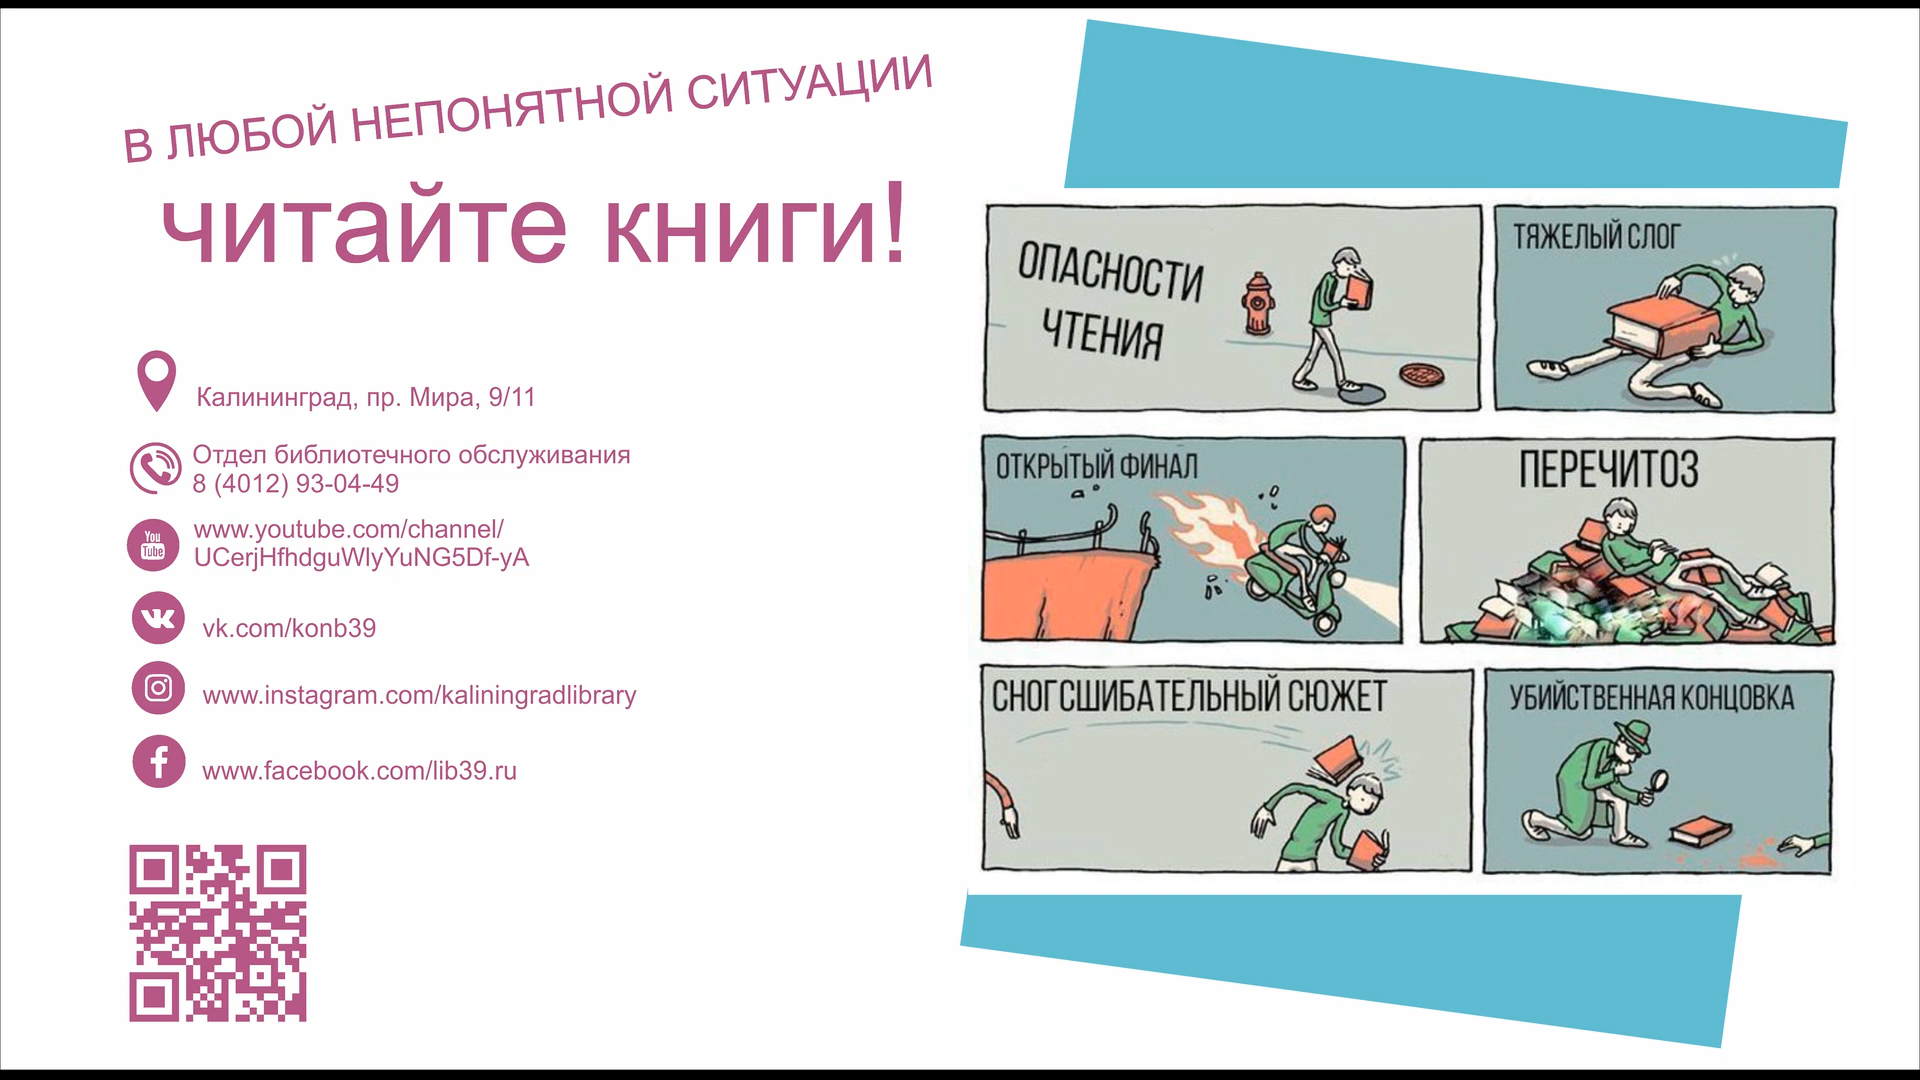 В ЛЮБОЙ НЕПОНЯТНОЙ СИТУАЦИИ
читайте книги!
Калининград, пр. Мира, 9/11
Отдел библиотечного обслуживания
8 (4012) 93-04-49
You
Tube
www.youtube.com/channel/
UCerjHfhdguWlyYuNG5Df-yA
vk.com/konb39
www.instagram.com/kaliningradlibrary
www.facebook.com/lib39.ru
ОПАСНОСТИ
ЧТЕНИЯ
ТЯЖЕЛЫЙ СЛОГ
ОТКРЫТЫЙ ФИНАЛ
ПЕРЕЧИТОЗ
СНОГСШИБАТЕЛЬНЫЙ СЮЖЕТ
УБИЙСТВЕННАЯ КОНЦОВКА